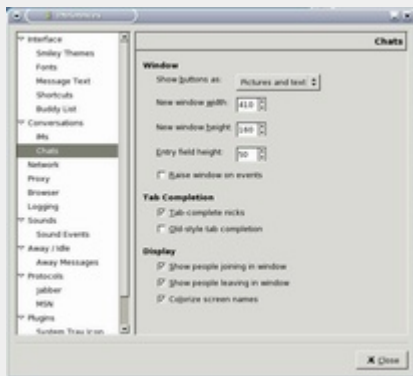 Preferences
Interface
Smiley Themes
Fonts
Message Text
Shortcuts
Buddy List
Conversations
IMs
Chats
Network
Proxy
Browser
Logging
Sounds
Sound Events
Away / Idle
Away Messages
Protocols
Jabber
MSN
Plugins
System Tray Icon
Chats
Window
Show buttons as: Pictures and text
New window width: 410
New window height: 160
Entry field height: 50
Raise window on events
Tab Completion
Tab-complete nicks
Old-style tab completion
Display
Show people joining in window
Show people leaving in window
Colorize screen names
Close